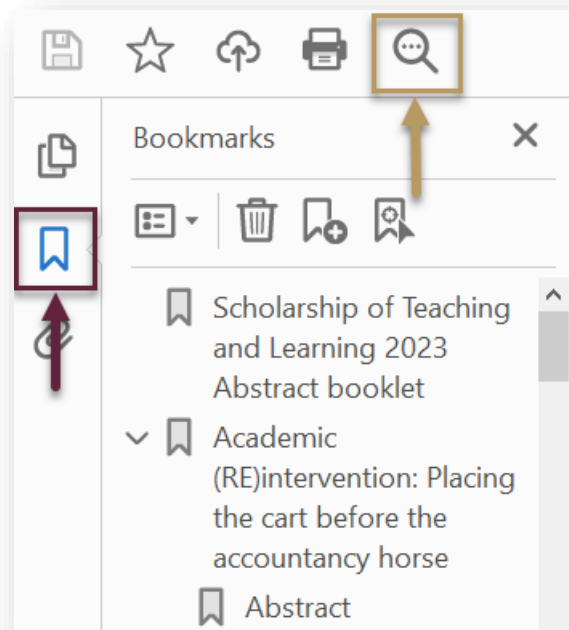 Bookmarks
Scholarship of Teaching
and Learning 2023
Abstract booklet
Academic
(RE)intervention: Placing
the cart before the
accountancy horse
Abstract